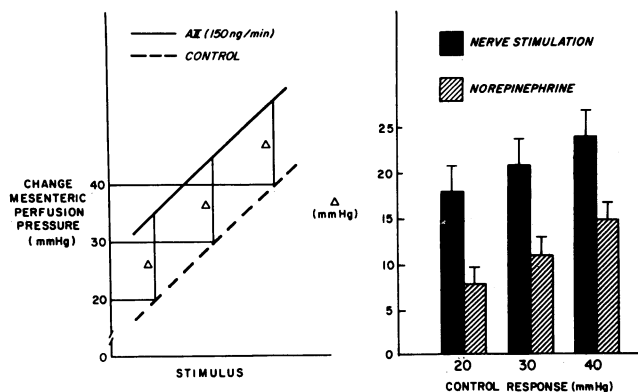 AII (150ng/min)
CONTROL
CHANGE
MESENTERIC
PERFUSION
PRESSURE
(mmHg)
40
30
20
0
Δ
Δ
Δ
STIMULUS
NERVE STIMULATION
NOREPINEPHRINE
Δ
(mmHg)
25
20
15
10
5
0
20 30 40
CONTROL RESPONSE (mmHg)